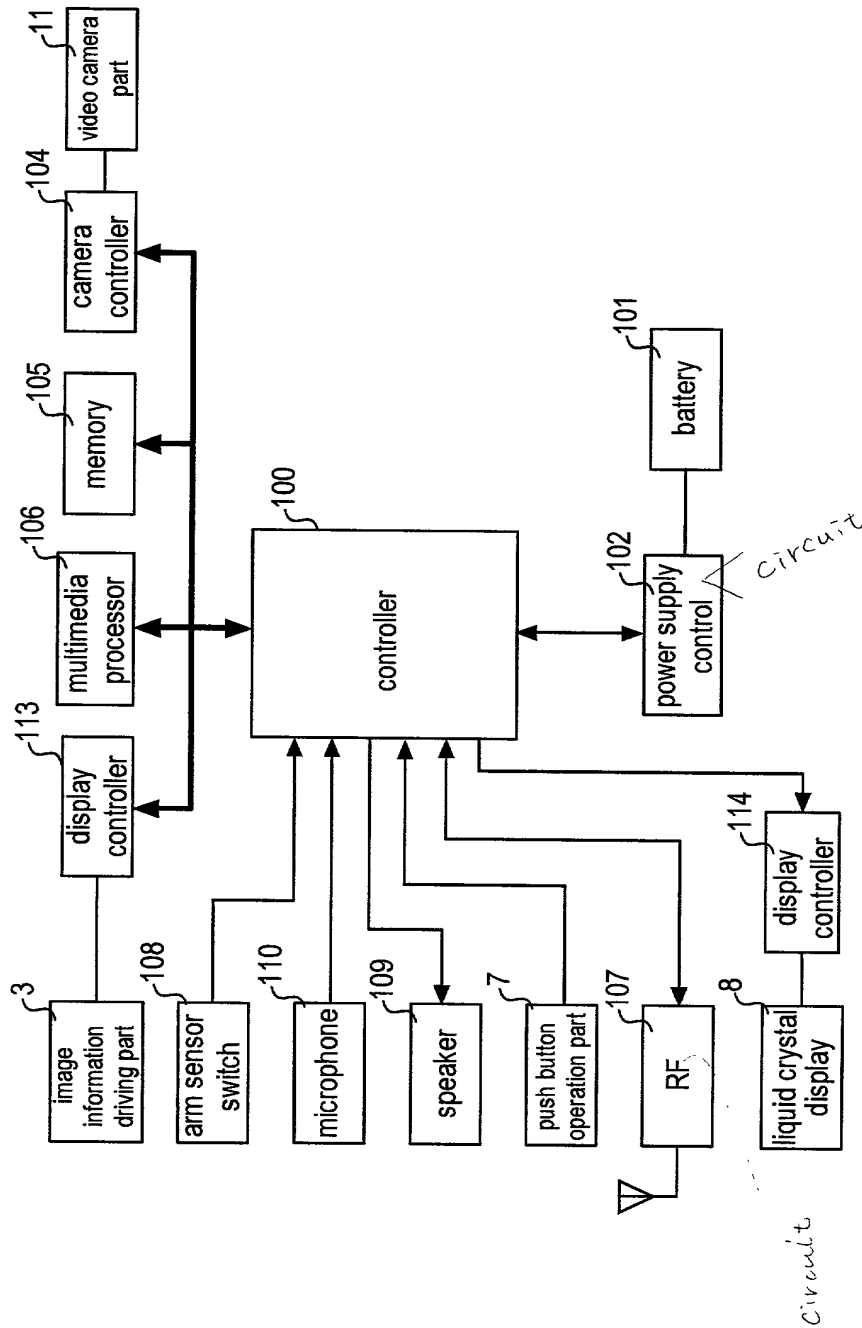 11
video camera
part
104
camera
controller
105
memory
106
multimedia
processor
113
display
controller
3
image
information
driving part
108
arm sensor
switch
110
microphone
109
speaker
7
push button
operation part
107
RF
8
liquid crystal
display
114
display
controller
100
controller
102
power supply
control
circuit
101
battery
circuit